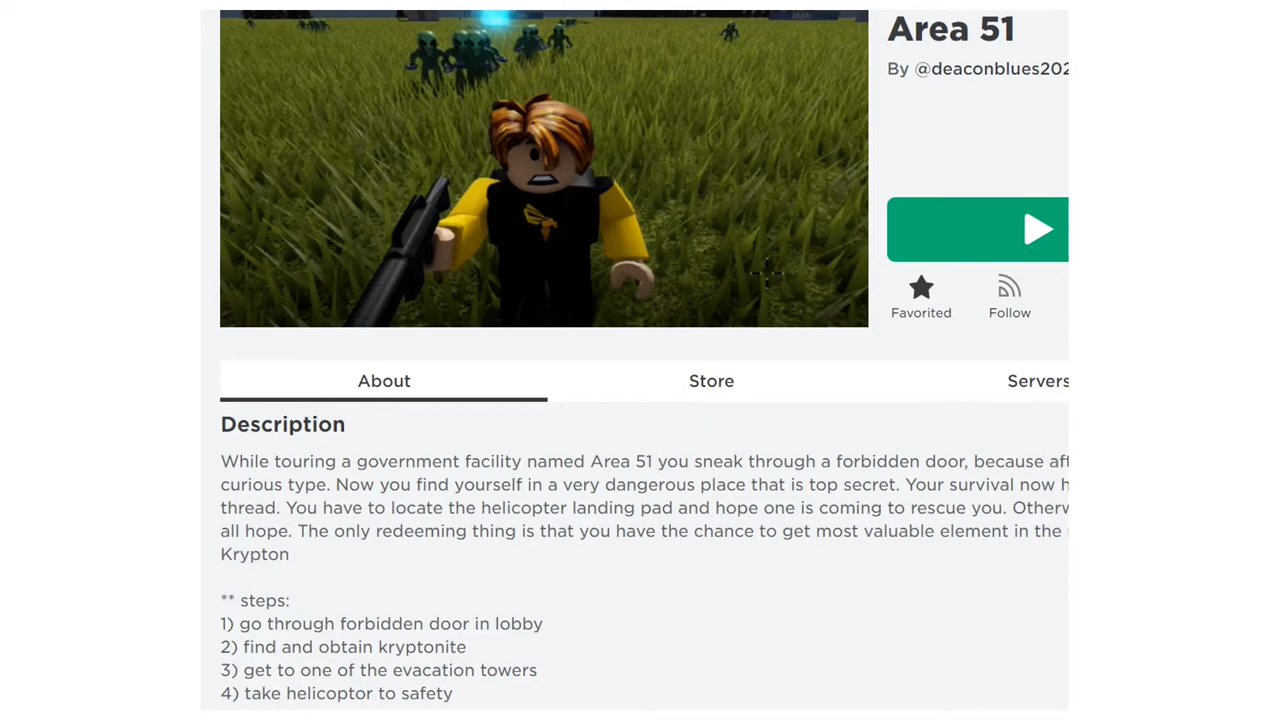 Area 51
By @deaconblues202
Favorited
Follow
About
Store
Servers
Description
While touring a government facility named Area 51 you sneak through a forbidden door, because
curious type. Now you find yourself in a very dangerous place that is top secret. Your survival now
thread. You have to locate the helicopter landing pad and hope one is coming to rescue you.
all hope. The only redeeming thing is that you have the chance to get most valuable element in the
Krypton
** steps:
1) go through forbidden door in lobby
2) find and obtain kryptonite
3) get to one of the evacation towers
4) take helicoptor to safety